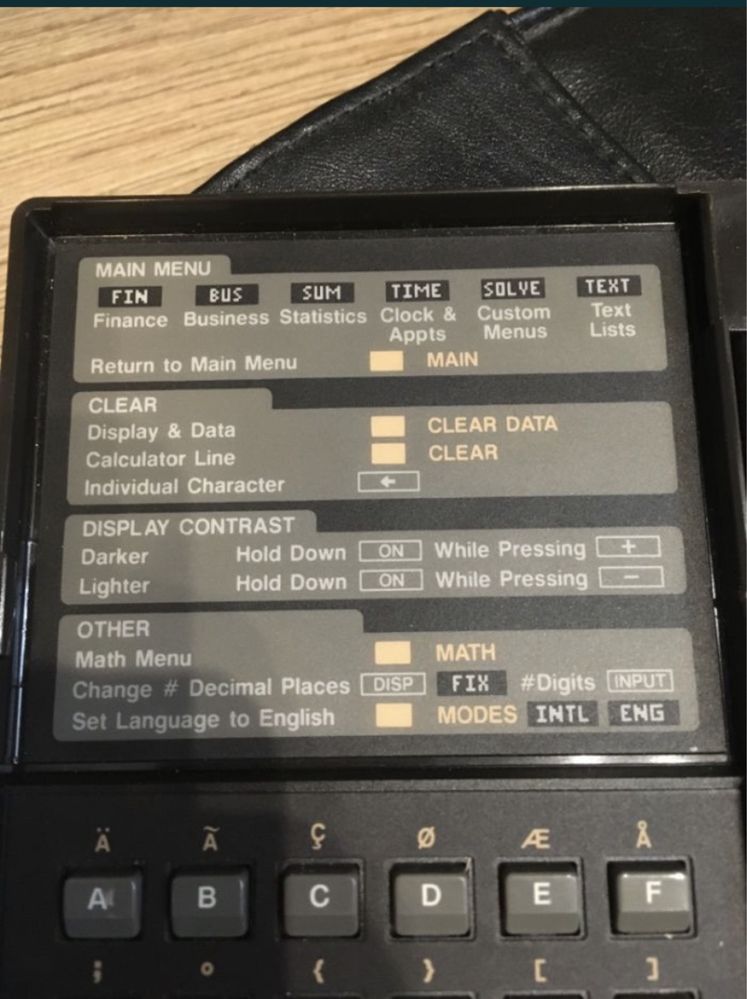 MAIN MENU
FIN BUS SUM TIME SOLVE TEXT
Finance Business Statistics Clock & Custom Text
Appts Menus Lists
Return to Main Menu MAIN
CLEAR
Display & Data CLEAR DATA
Calculator Line CLEAR
Individual Character ←
DISPLAY CONTRAST
Darker Hold Down ON While Pressing +
Lighter Hold Down ON While Pressing −
OTHER
Math Menu MATH
Change # Decimal Places DISP FIX #Digits INPUT
Set Language to English MODES INTL ENG
Ä Ã Ç Ø Æ Å
A B C D E F
; ° { } [ ]